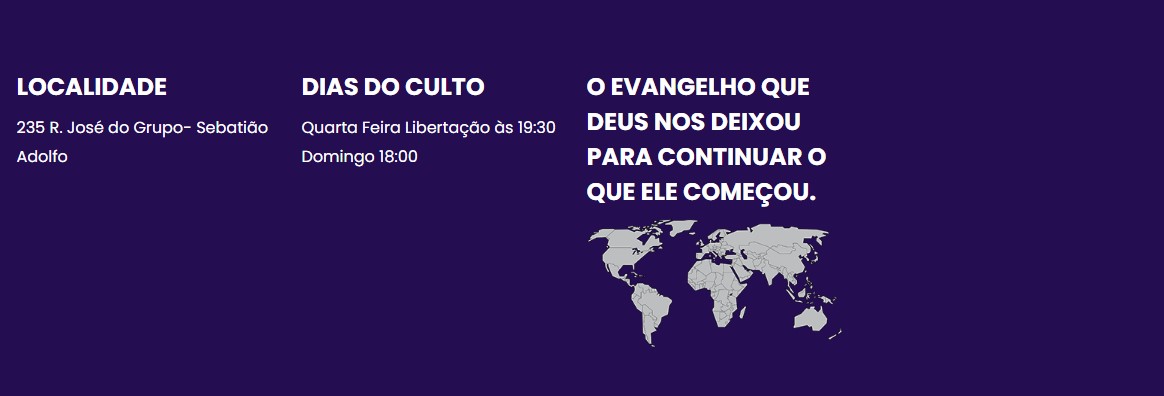 LOCALIDADE
235 R. José do Grupo- Sebatião
Adolfo
DIAS DO CULTO
Quarta Feira Libertação às 19:30
Domingo 18:00
O EVANGELHO QUE
DEUS NOS DEIXOU
PARA CONTINUAR O
QUE ELE COMEÇOU.